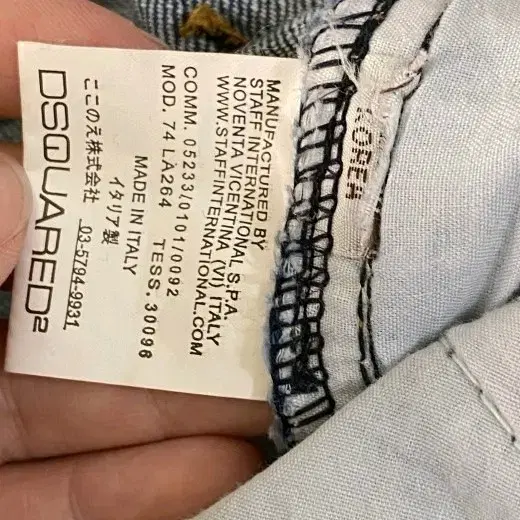 MANUFACTURED BY
STAFF INTERNATIONAL S.P.A.
NOVENTA VICENTINA (VI) ITALY
WWW.STAFFINTERNATIONAL.COM
COMM. 05233/0101/0092
MOD. 74 LA264 TESS. 30096
MADE IN ITALY
イタリア製
ここのえ株式会社 03-5794-9931
DSQUARED2
KOREA